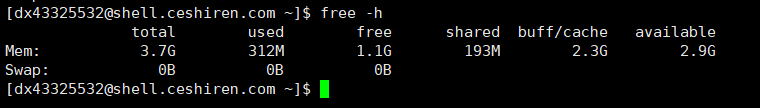 [dx43325532@shell.ceshiren.com ~]$ free -h
              total        used        free      shared  buff/cache   available
Mem:           3.7G        312M        1.1G        193M        2.3G        2.9G
Swap:            0B          0B          0B
[dx43325532@shell.ceshiren.com ~]$